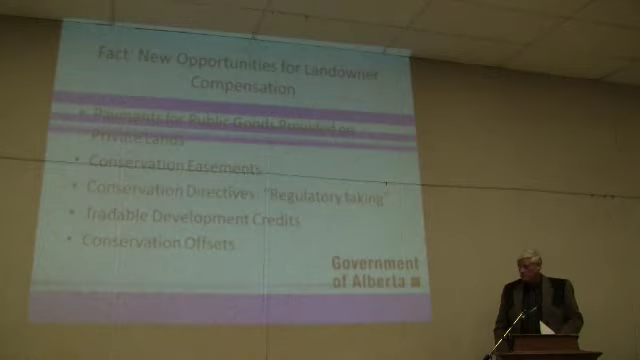 Fact: New Opportunities for Landowner
Compensation
• Payments for Public Goods Provided on
Private Lands
• Conservation Easements
• Conservation Directives: "Regulatory taking"
• Tradable Development Credits
• Conservation Offsets
Government
of Alberta